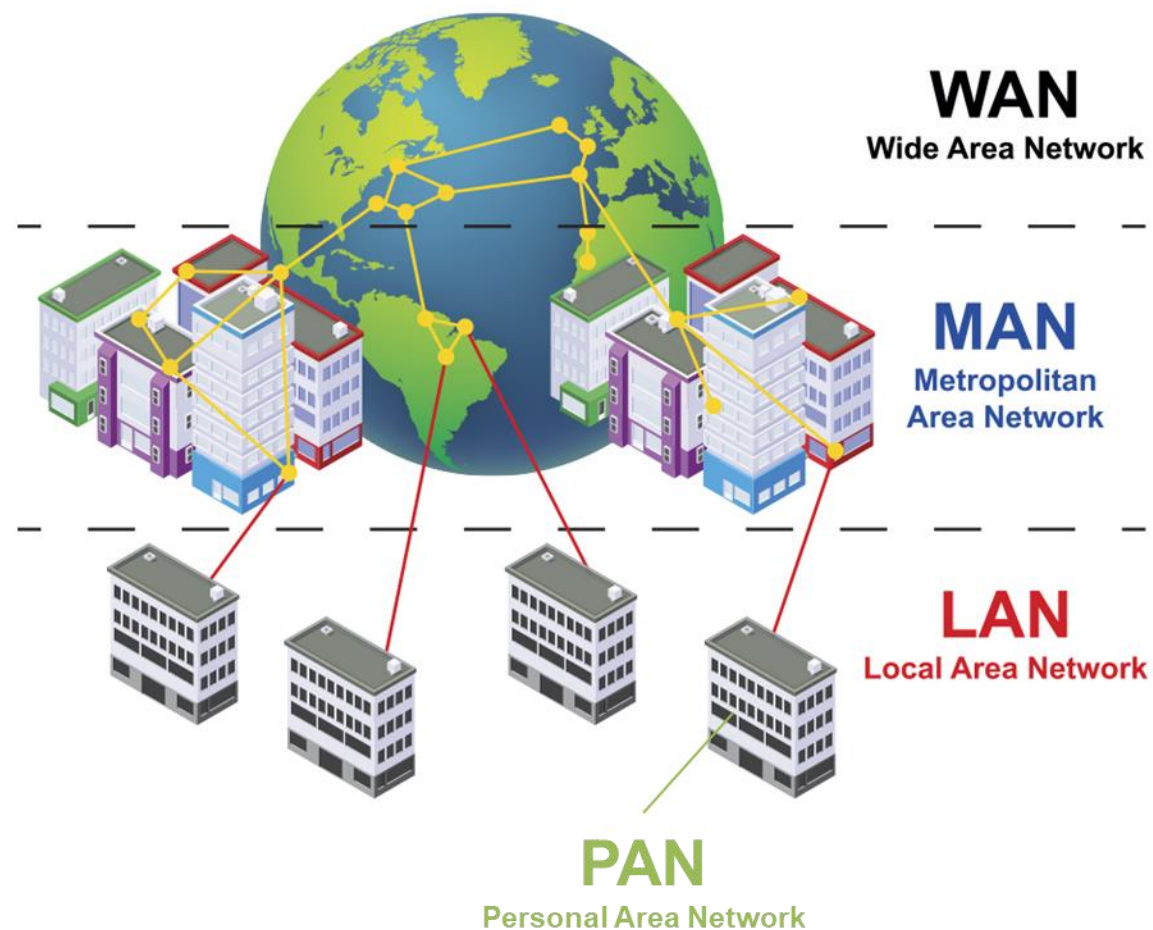 WAN
Wide Area Network
MAN
Metropolitan
Area Network
LAN
Local Area Network
PAN
Personal Area Network